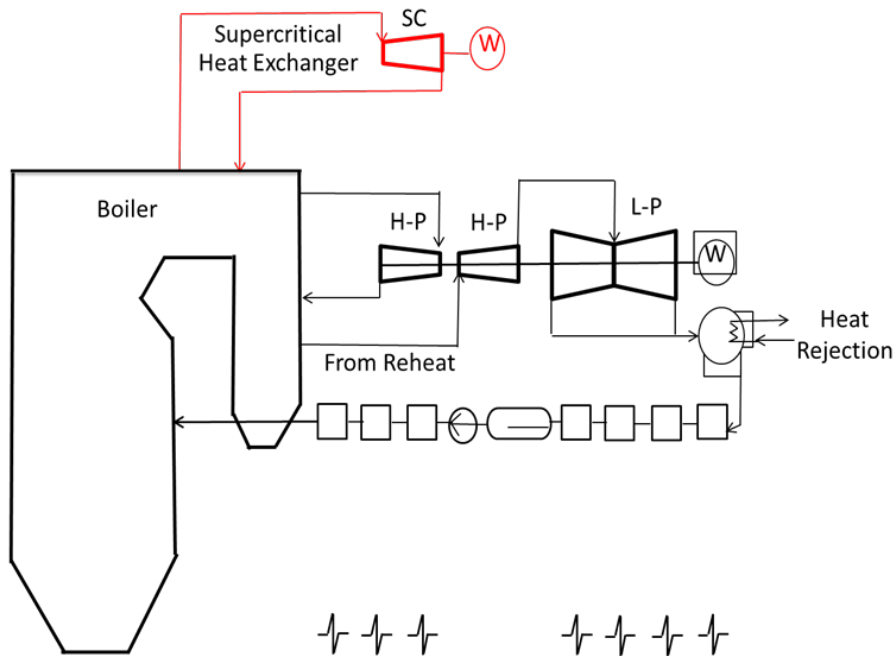 SC
W
Supercritical
Heat Exchanger
Boiler
H-P
H-P
L-P
W
Heat
Rejection
From Reheat